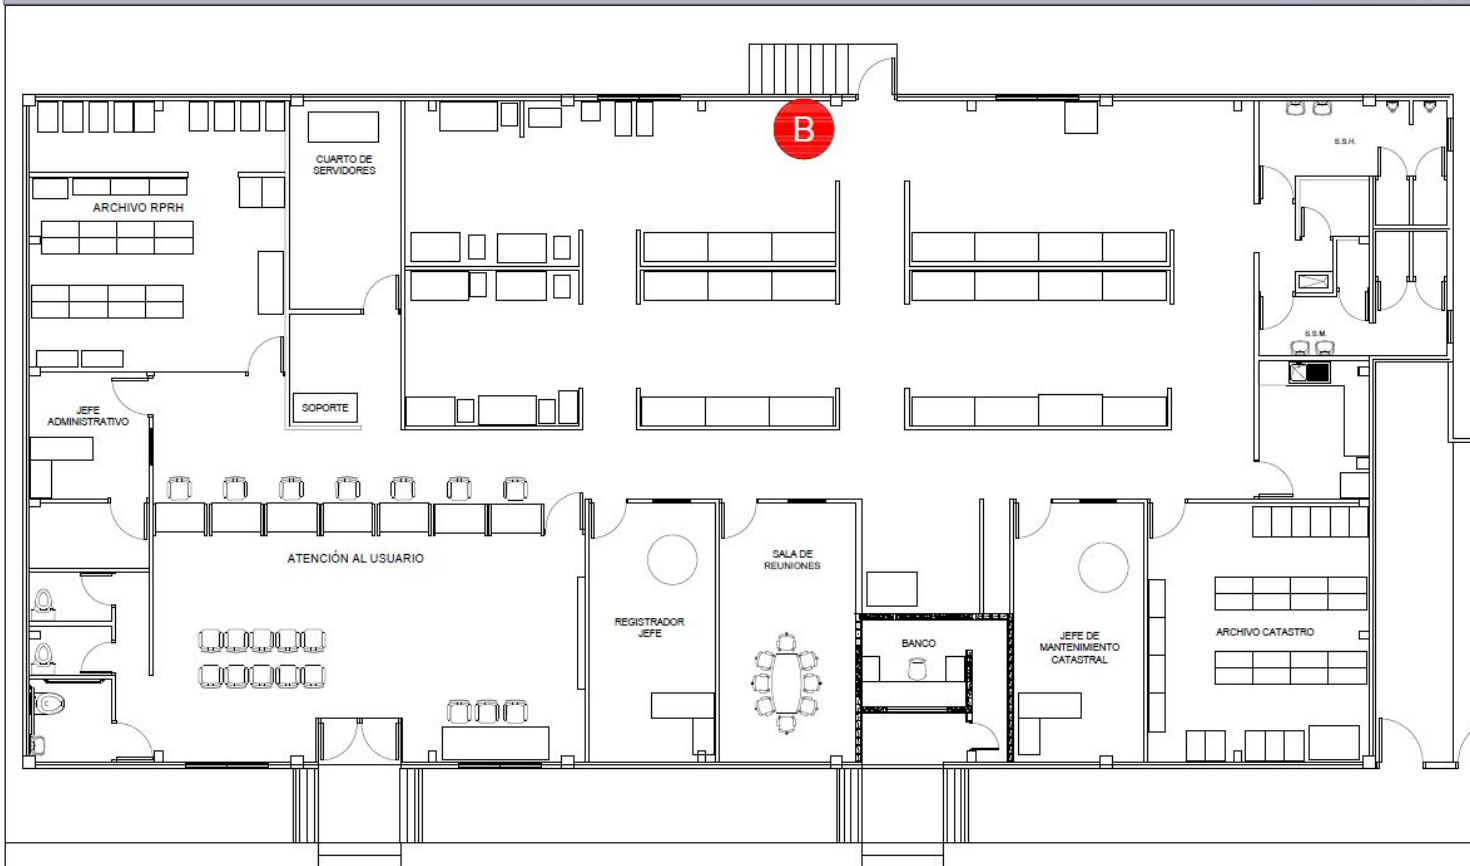 B
CUARTO DE
SERVIDORES
S.S.H.
ARCHIVO RPRH
S.S.M.
JEFE
ADMINISTRATIVO
SOPORTE
ATENCIÓN AL USUARIO
SALA DE
REUNIONES
REGISTRADOR
JEFE
BANCO
JEFE DE
MANTENIMIENTO
CATASTRAL
ARCHIVO CATASTRO